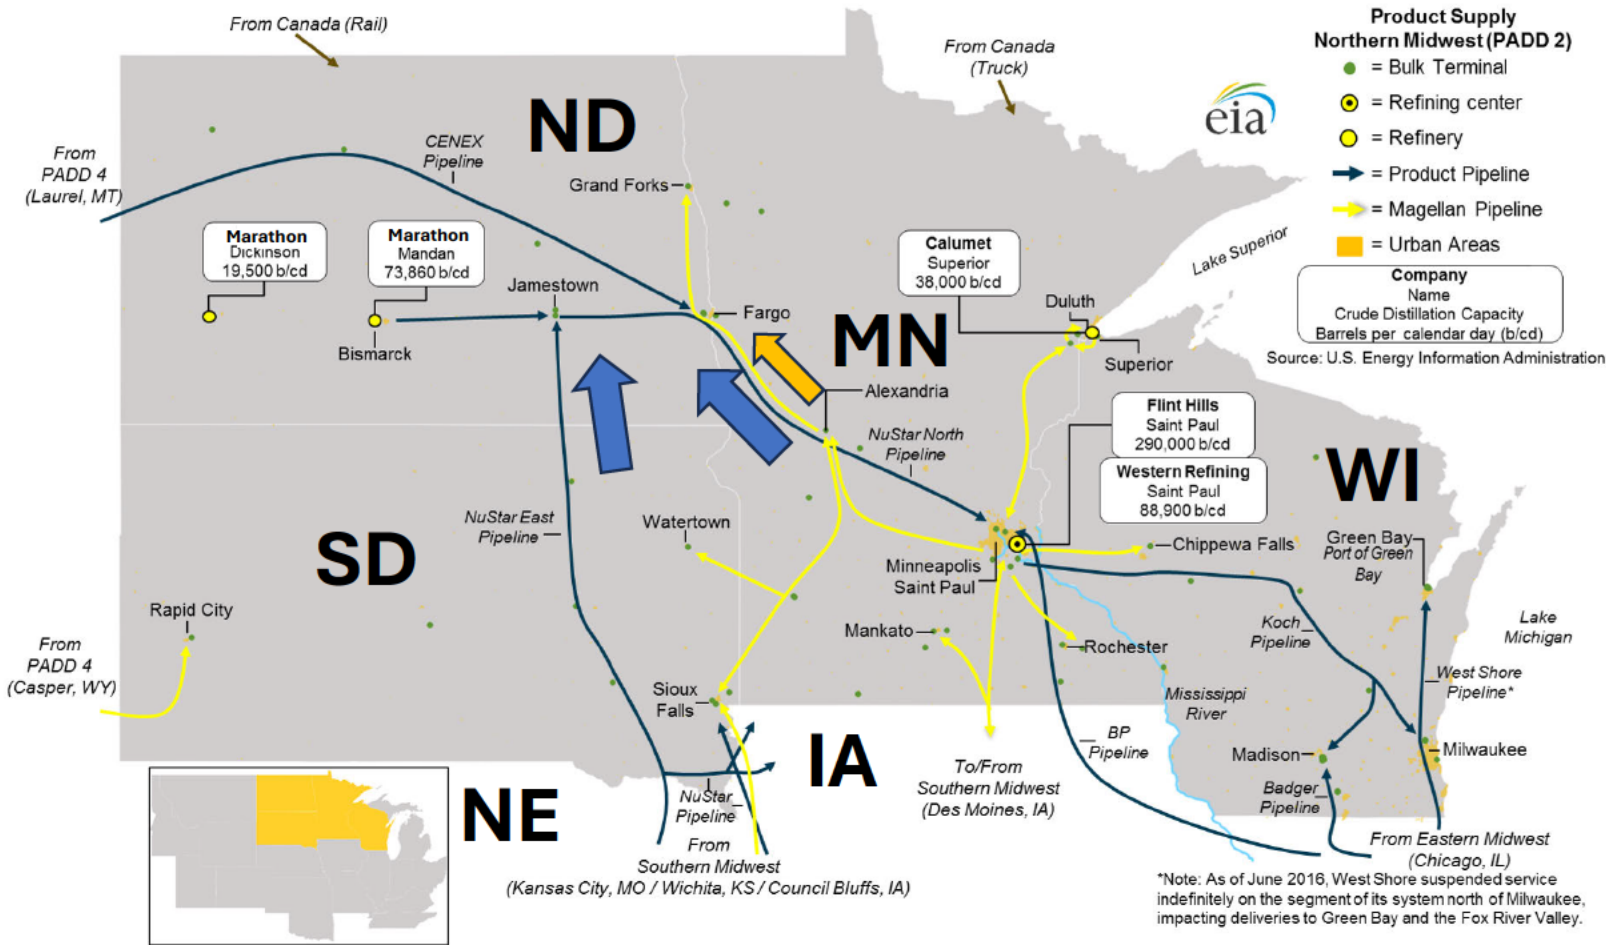 Product Supply
Northern Midwest (PADD 2)
= Bulk Terminal
= Refining center
= Refinery
= Product Pipeline
= Magellan Pipeline
= Urban Areas
Company
Name
Crude Distillation Capacity
Barrels per calendar day (b/cd)
Source: U.S. Energy Information Administration
eia
From Canada (Rail)
From Canada
(Truck)
ND
CENEX
Pipeline
From
PADD 4
(Laurel, MT)
Grand Forks
Marathon
Dickinson
19,500 b/cd
Marathon
Mandan
73,860 b/cd
Calumet
Superior
38,000 b/cd
Lake Superior
Jamestown
Fargo
Duluth
MN
Bismarck
Superior
Alexandria
Flint Hills
Saint Paul
290,000 b/cd
NuStar North
Pipeline
Western Refining
Saint Paul
88,900 b/cd
WI
NuStar East
Pipeline
Watertown
SD
Chippewa Falls
Green Bay
Port of Green
Bay
Minneapolis
Saint Paul
Rapid City
Mankato
Koch
Pipeline
Lake
Michigan
Rochester
From
PADD 4
(Casper, WY)
Sioux
Falls
Mississippi
River
West Shore
Pipeline*
BP
Pipeline
Madison
Milwaukee
IA
To/From
Southern Midwest
(Des Moines, IA)
NE
NuStar
Pipeline
Badger
Pipeline
From
Southern Midwest
(Kansas City, MO / Wichita, KS / Council Bluffs, IA)
From Eastern Midwest
(Chicago, IL)
*Note: As of June 2016, West Shore suspended service
indefinitely on the segment of its system north of Milwaukee,
impacting deliveries to Green Bay and the Fox River Valley.